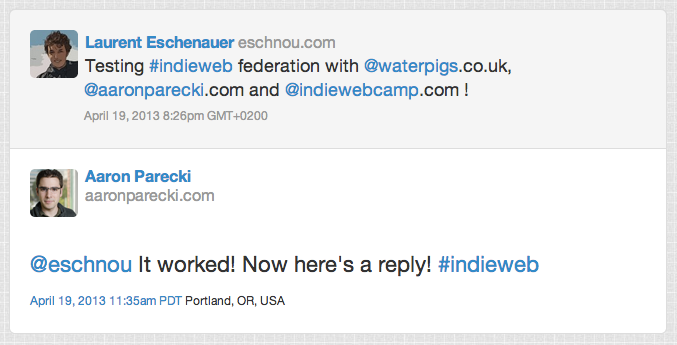 Laurent Eschenauer eschnou.com
Testing #indieweb federation with @waterpigs.co.uk,
@aaronparecki.com and @indiewebcamp.com !
April 19, 2013 8:26pm GMT+0200
Aaron Parecki
aaronparecki.com
@eschnou It worked! Now here's a reply! #indieweb
April 19, 2013 11:35am PDT Portland, OR, USA